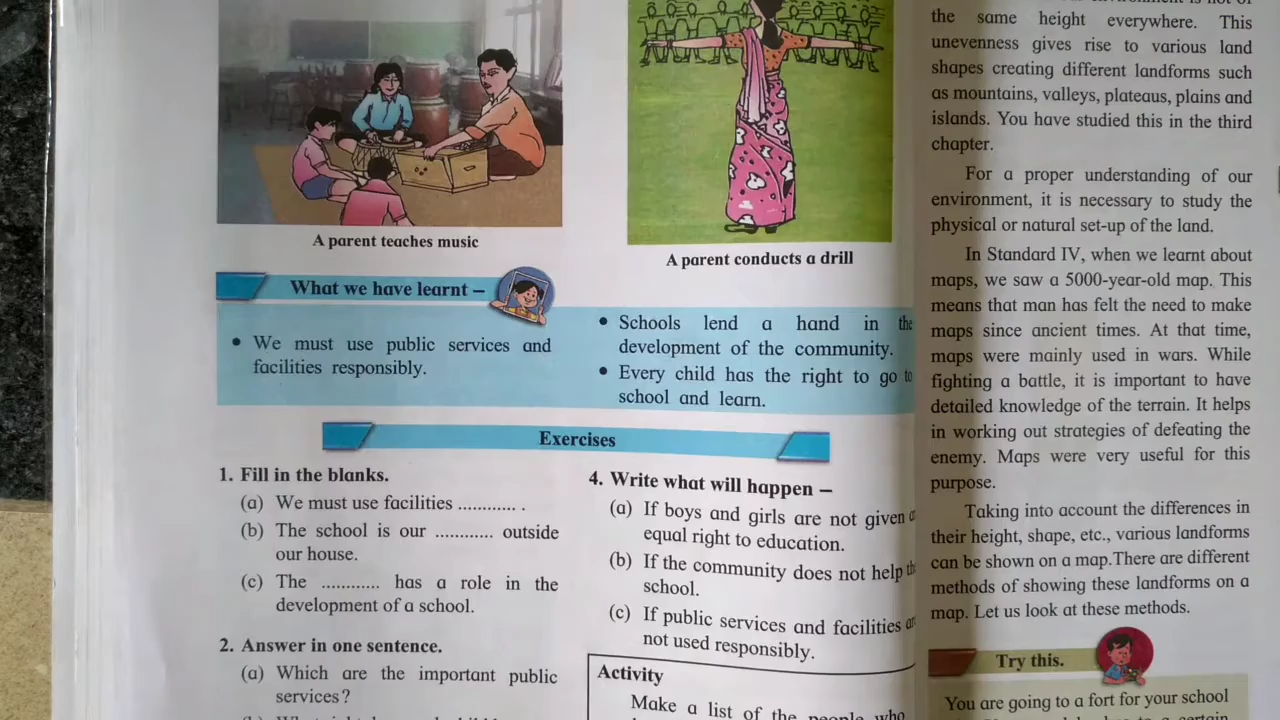 A parent teaches music
A parent conducts a drill
What we have learnt –
• We must use public services and
facilities responsibly.
• Schools lend a hand in the
development of the community.
• Every child has the right to go to
school and learn.
Exercises
1. Fill in the blanks.
(a) We must use facilities ............ .
(b) The school is our ............ outside
our house.
(c) The ............ has a role in the
development of a school.
2. Answer in one sentence.
(a) Which are the important public
services?
4. Write what will happen –
(a) If boys and girls are not given
equal right to education.
(b) If the community does not help
school.
(c) If public services and facilities
not used responsibly.
Activity
Make a list of the people who
the same height everywhere. This
unevenness gives rise to various land
shapes creating different landforms such
as mountains, valleys, plateaus, plains and
islands. You have studied this in the third
chapter.
For a proper understanding of our
environment, it is necessary to study the
physical or natural set-up of the land.
In Standard IV, when we learnt about
maps, we saw a 5000-year-old map. This
means that man has felt the need to make
maps since ancient times. At that time,
maps were mainly used in wars. While
fighting a battle, it is important to have
detailed knowledge of the terrain. It helps
in working out strategies of defeating the
enemy. Maps were very useful for this
purpose.
Taking into account the differences in
their height, shape, etc., various landforms
can be shown on a map.There are different
methods of showing these landforms on a
map. Let us look at these methods.
Try this.
You are going to a fort for your school